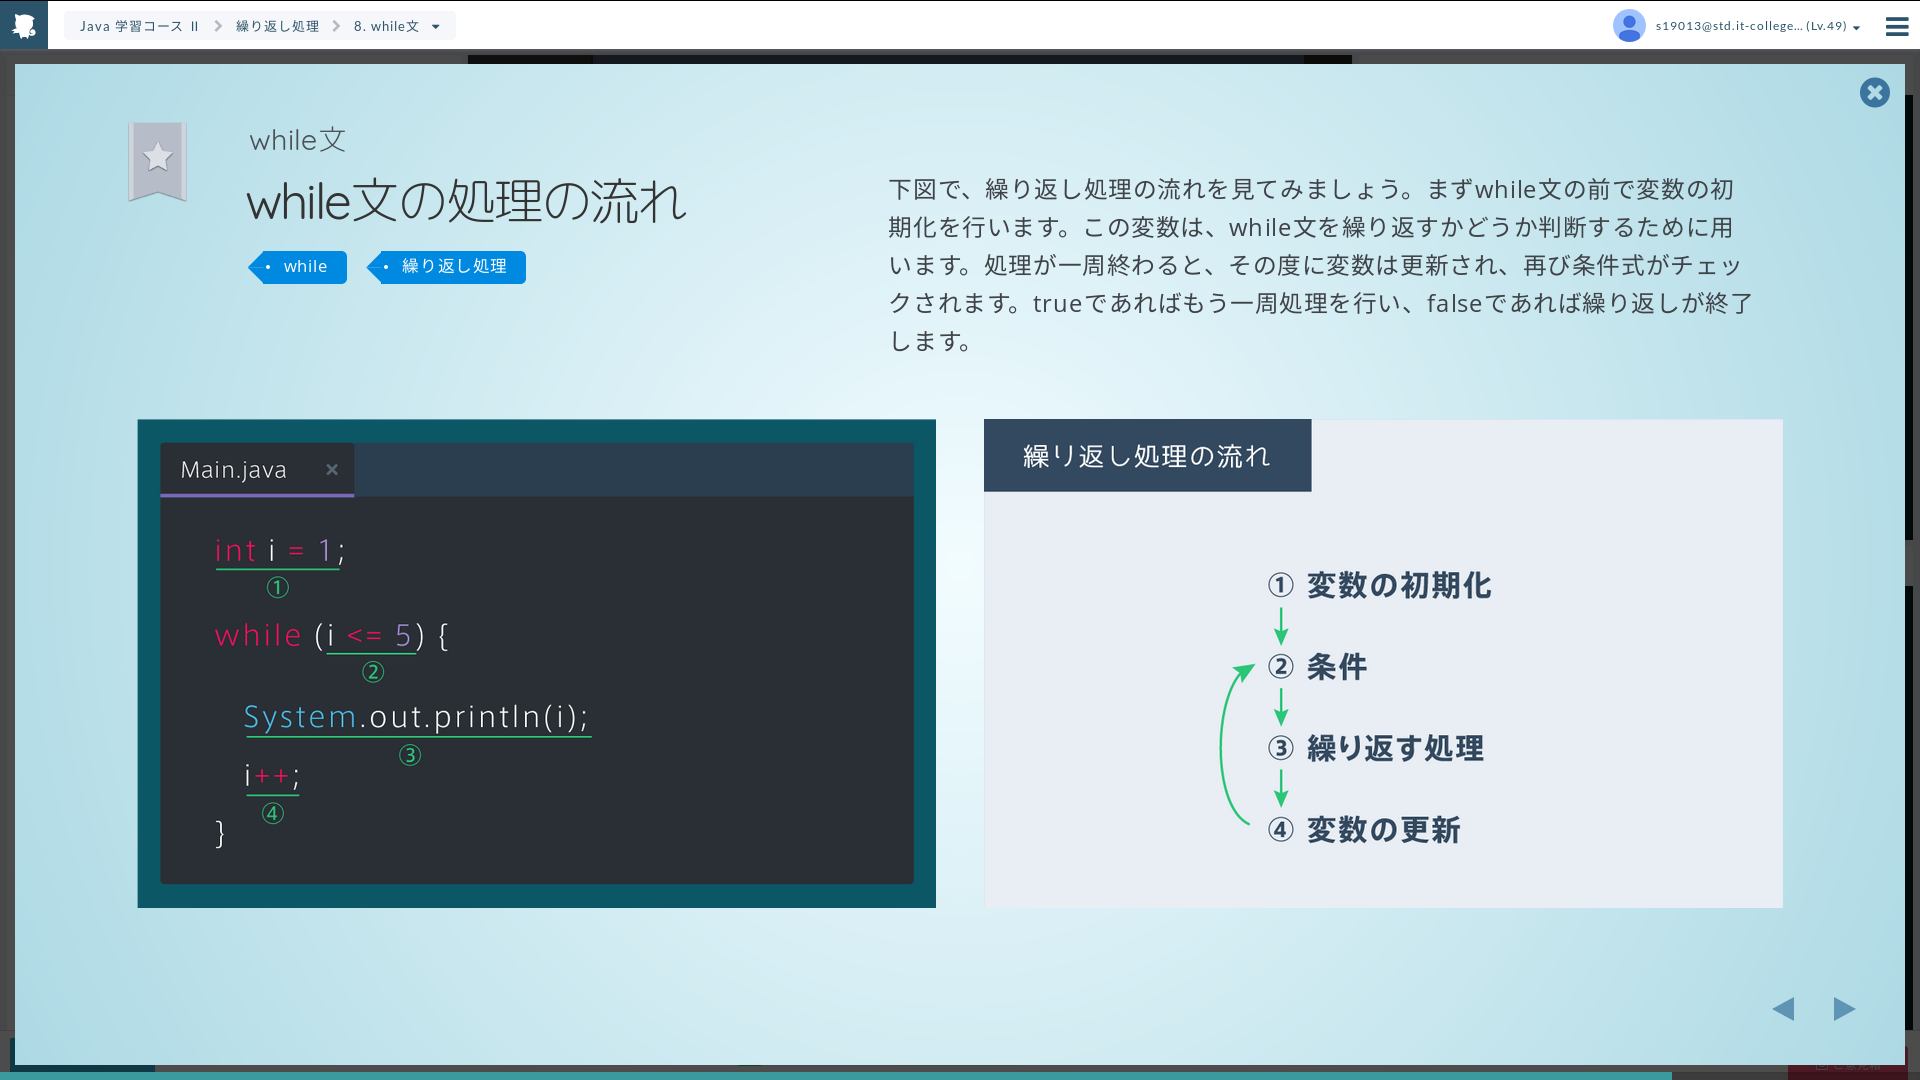 Java 学習コース Ⅱ
繰り返し処理
8. while文
s19013@std.it-college... (Lv.49)
while文
while文の処理の流れ
while
繰り返し処理
下図で、繰り返し処理の流れを見てみましょう。まずwhile文の前で変数の初
期化を行います。この変数は、while文を繰り返すかどうか判断するために用
います。処理が一周終わると、その度に変数は更新され、再び条件式がチェッ
クされます。trueであればもう一周処理を行い、falseであれば繰り返しが終了
します。
Main.java
int i = 1;
①
while (i <= 5) {
②
System.out.println(i);
③
i++;
④
}
繰り返し処理の流れ
① 変数の初期化
② 条件
③ 繰り返す処理
④ 変数の更新